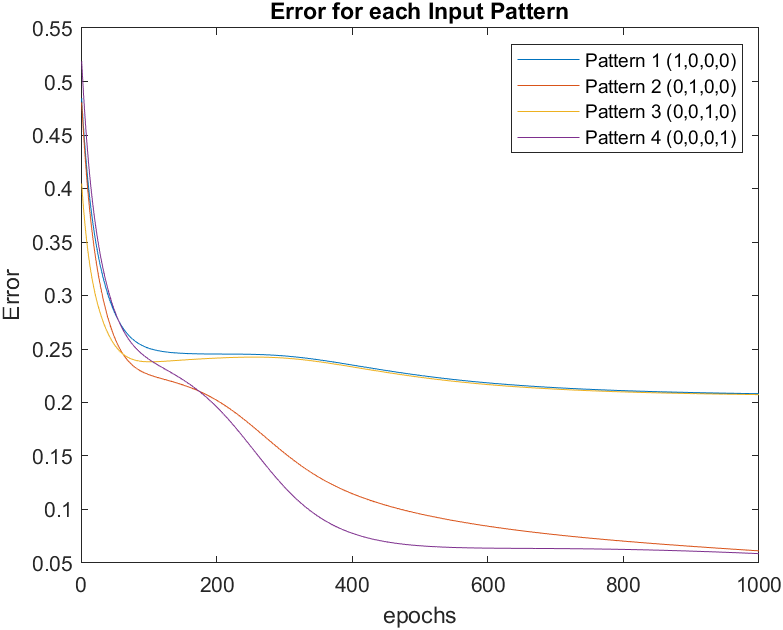 Error for each Input Pattern
0.55
0.5
0.45
0.4
0.35
0.3
0.25
0.2
0.15
0.1
0.05
Error
Pattern 1 (1,0,0,0)
Pattern 2 (0,1,0,0)
Pattern 3 (0,0,1,0)
Pattern 4 (0,0,0,1)
0 200 400 600 800 1000
epochs